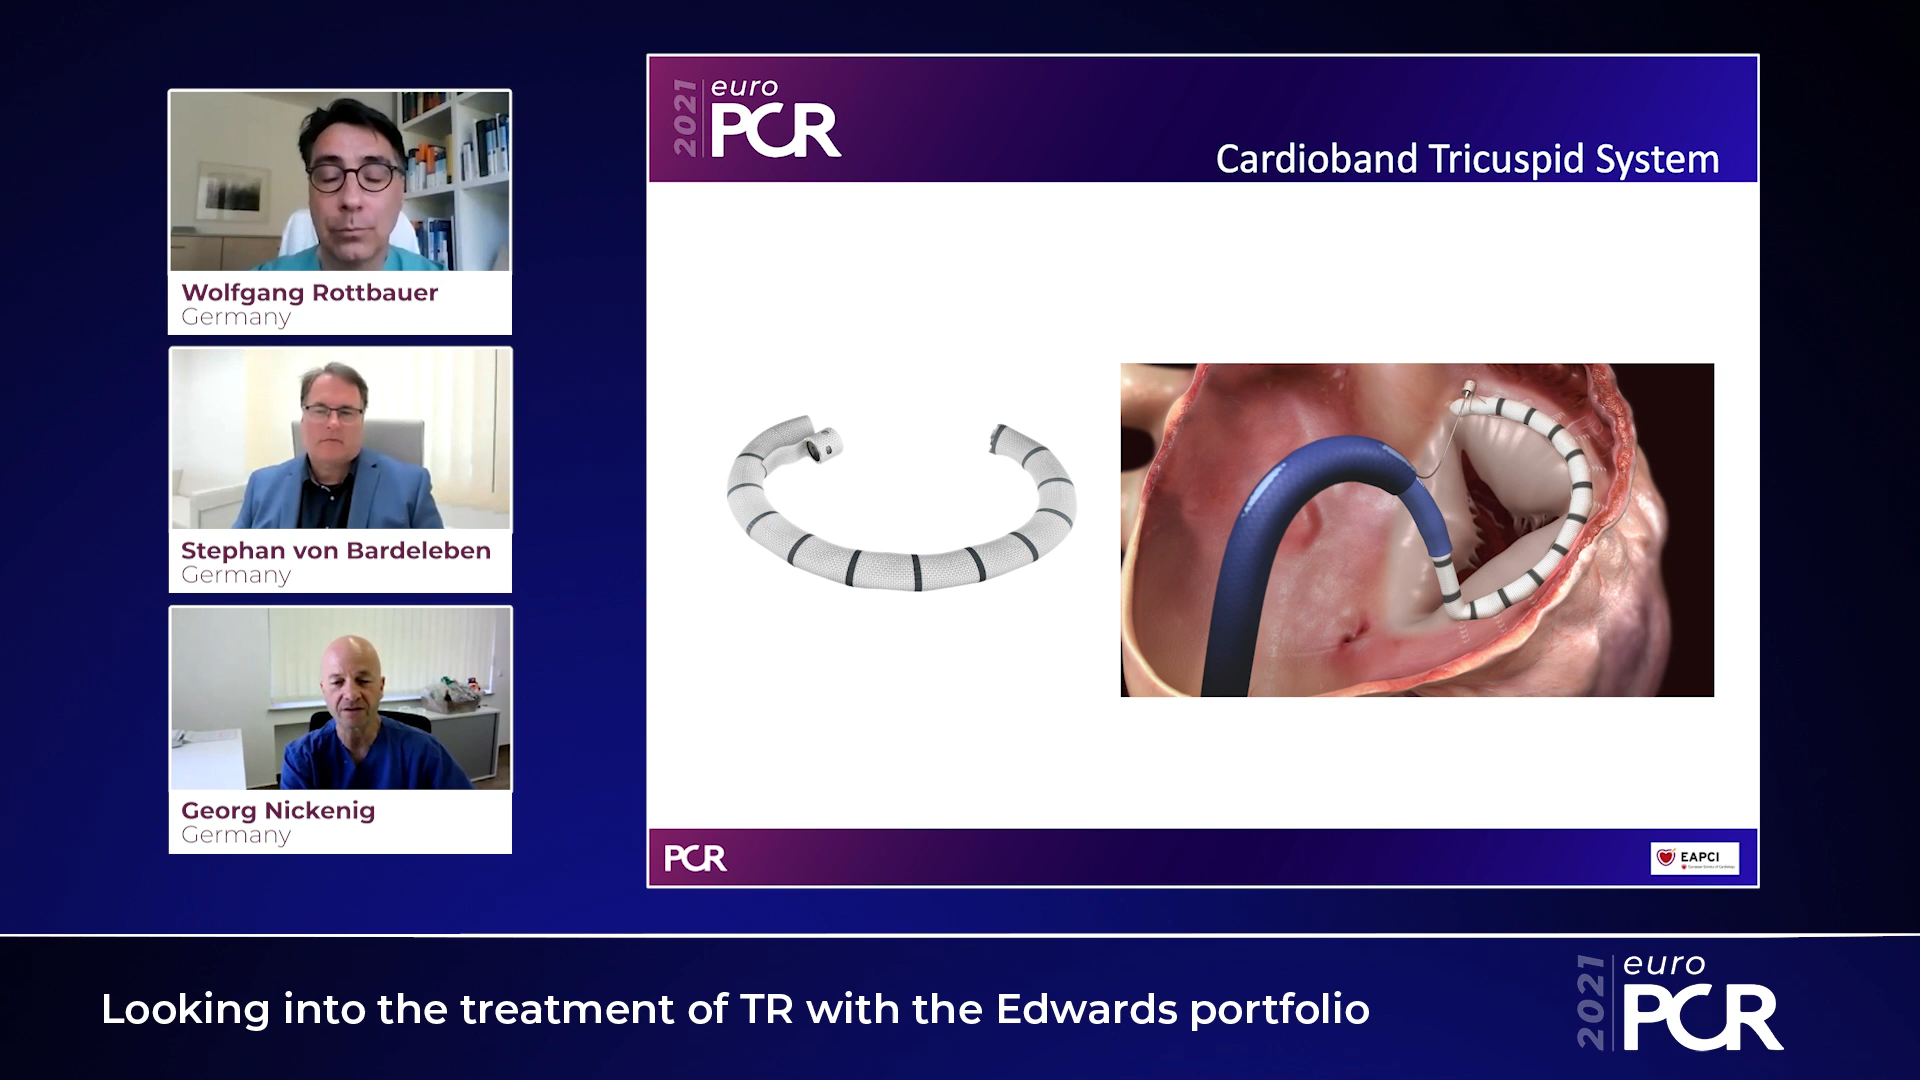 Wolfgang Rottbauer
Germany
Stephan von Bardeleben
Germany
Georg Nickenig
Germany
2021
euro
PCR
Cardioband Tricuspid System
PCR
EAPCI
Looking into the treatment of TR with the Edwards portfolio
2021
euro
PCR